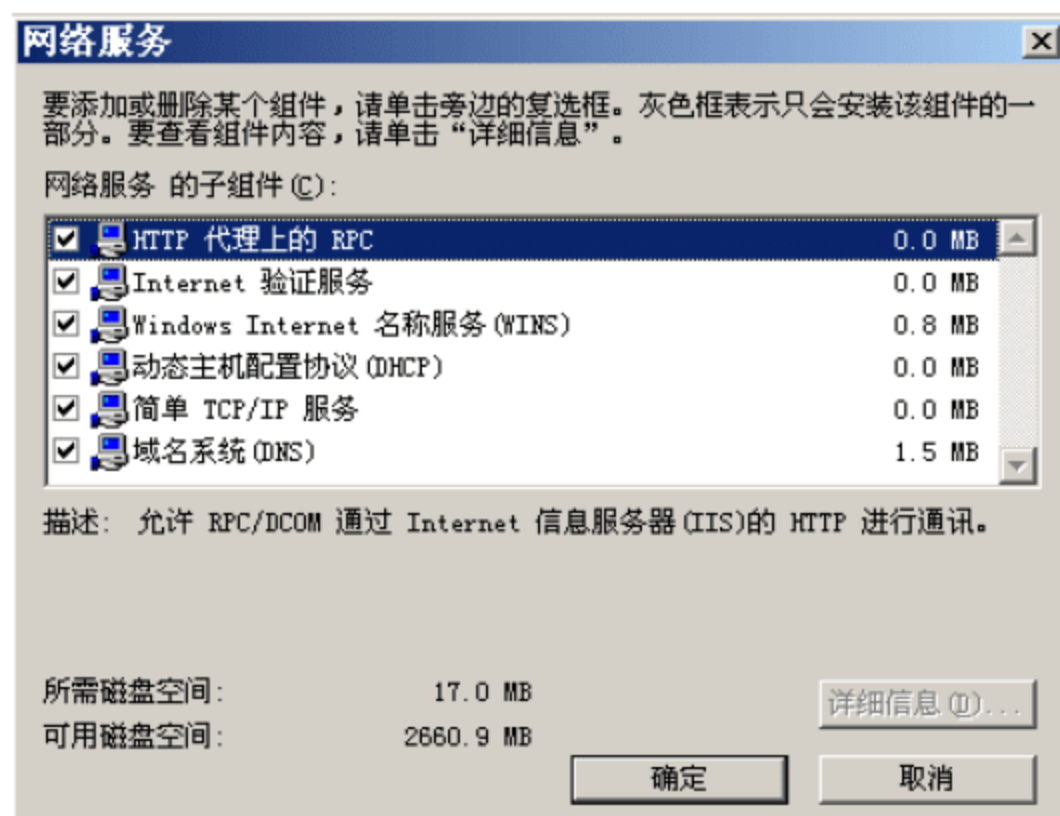 网络服务
要添加或删除某个组件，请单击旁边的复选框。灰色框表示只会安装该组件的一
部分。要查看组件内容，请单击“详细信息”。
网络服务 的子组件(C):
HTTP 代理上的 RPC 0.0 MB
Internet 验证服务 0.0 MB
Windows Internet 名称服务(WINS) 0.8 MB
动态主机配置协议(DHCP) 0.0 MB
简单 TCP/IP 服务 0.0 MB
域名系统(DNS) 1.5 MB
描述: 允许 RPC/DCOM 通过 Internet 信息服务器(IIS)的 HTTP 进行通讯。
所需磁盘空间: 17.0 MB
详细信息(D)...
可用磁盘空间: 2660.9 MB
确定 取消